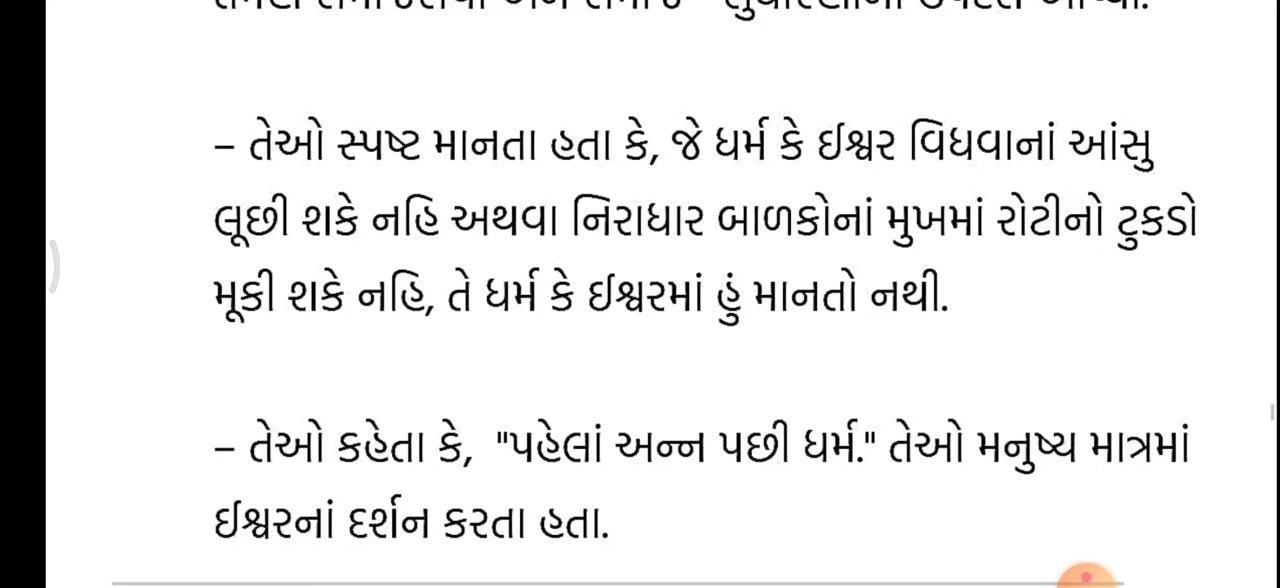 – તેઓ સ્પષ્ટ માનતા હતા કે, જે ધર્મ કે ઈશ્વર વિધવાનાં આંસુ
લૂછી શકે નહિ અથવા નિરાધાર બાળકોનાં મુખમાં રોટીનો ટુકડો
મૂકી શકે નહિ, તે ધર્મ કે ઈશ્વરમાં હું માનતો નથી.
– તેઓ કહેતા કે, "પહેલાં અન્ન પછી ધર્મ." તેઓ મનુષ્ય માત્રમાં
ઈશ્વરનાં દર્શન કરતા હતા.